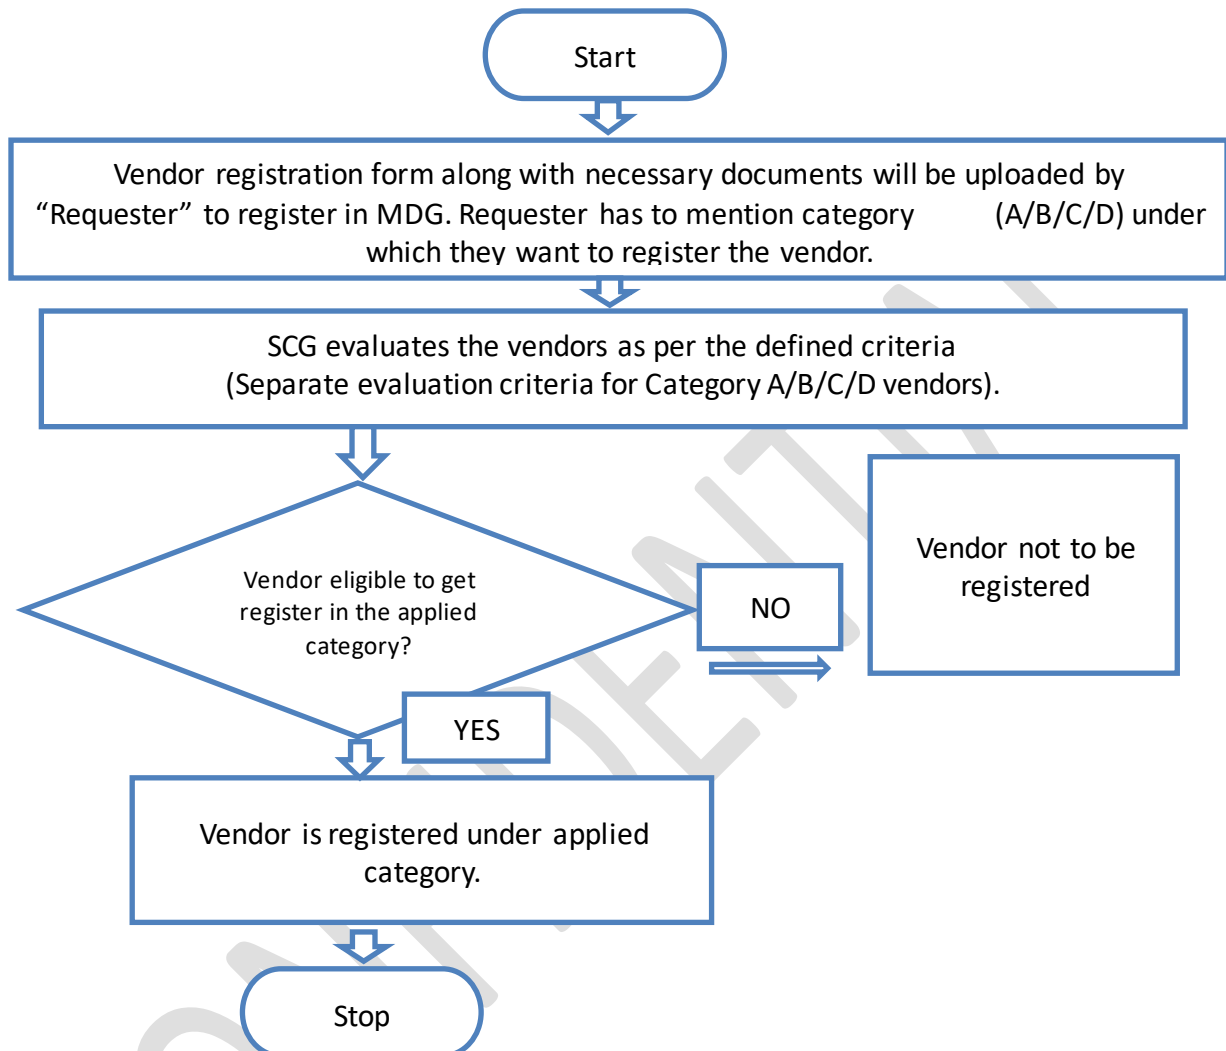 Start
Vendor registration form along with necessary documents will be uploaded by
“Requester” to register in MDG. Requester has to mention category (A/B/C/D) under
which they want to register the vendor.
SCG evaluates the vendors as per the defined criteria
(Separate evaluation criteria for Category A/B/C/D vendors).
Vendor eligible to get
register in the applied
category?
NO
Vendor not to be
registered
YES
Vendor is registered under applied
category.
Stop